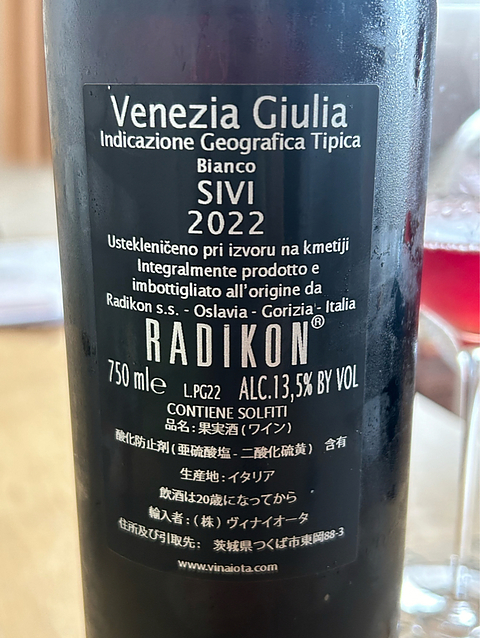 Venezia Giulia
Indicazione Geografica Tipica
Bianco
SIVI
2022
Ustekleničeno pri izvoru na kmetiji
Integralmente prodotto e
imbottigliato all'origine da
Radikon s.s. - Oslavia - Gorizia - Italia
RADIKON®
750 ml℮ L.PG22 ALC.13,5% BY VOL
CONTIENE SOLFITI
品名:果実酒(ワイン)
酸化防止剤(亜硫酸塩-二酸化硫黄) 含有
生産地:イタリア
飲酒は20歳になってから
輸入者:(株)ヴィナイオータ
住所及び引取先: 茨城県つくば市東岡88-3
www.vinaiota.com